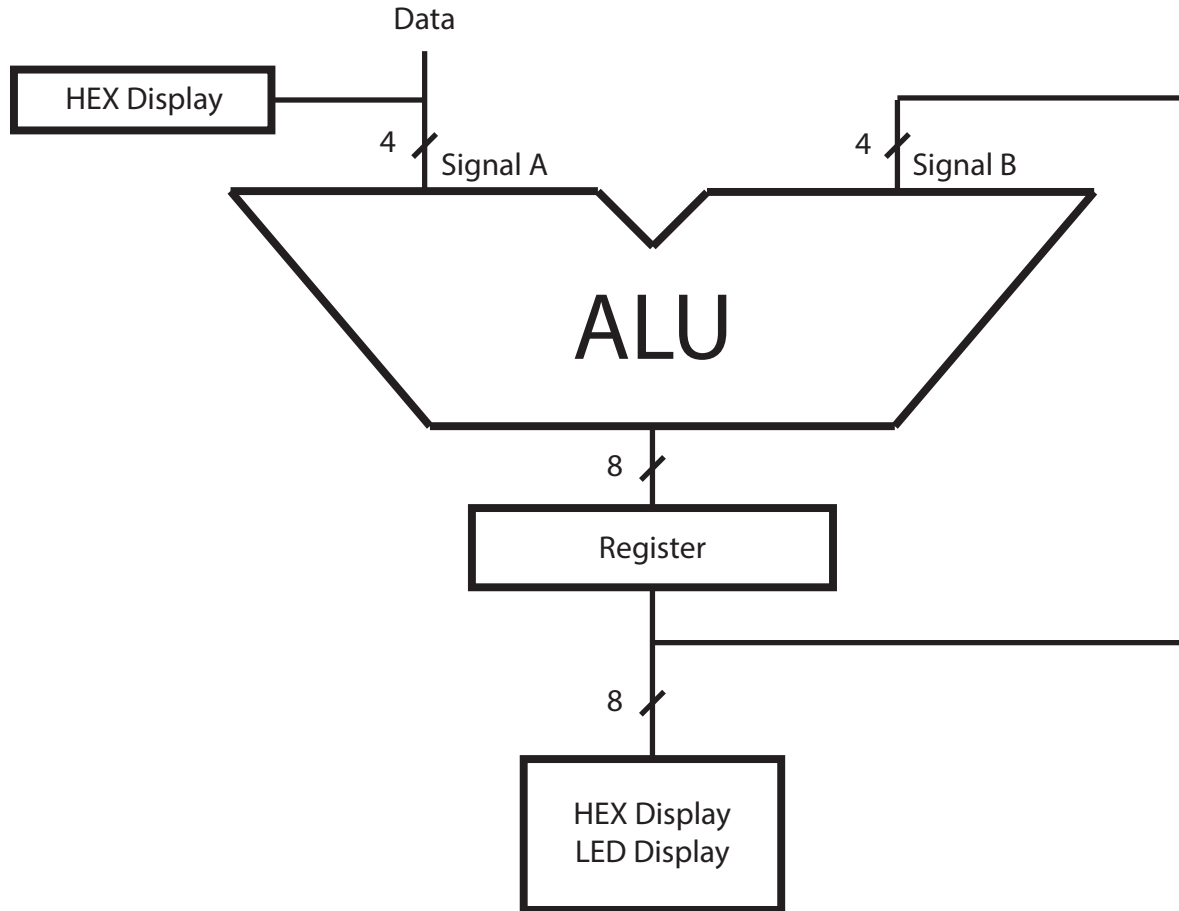 Data
HEX Display
4
Signal A
4
Signal B
ALU
8
Register
8
HEX Display
LED Display